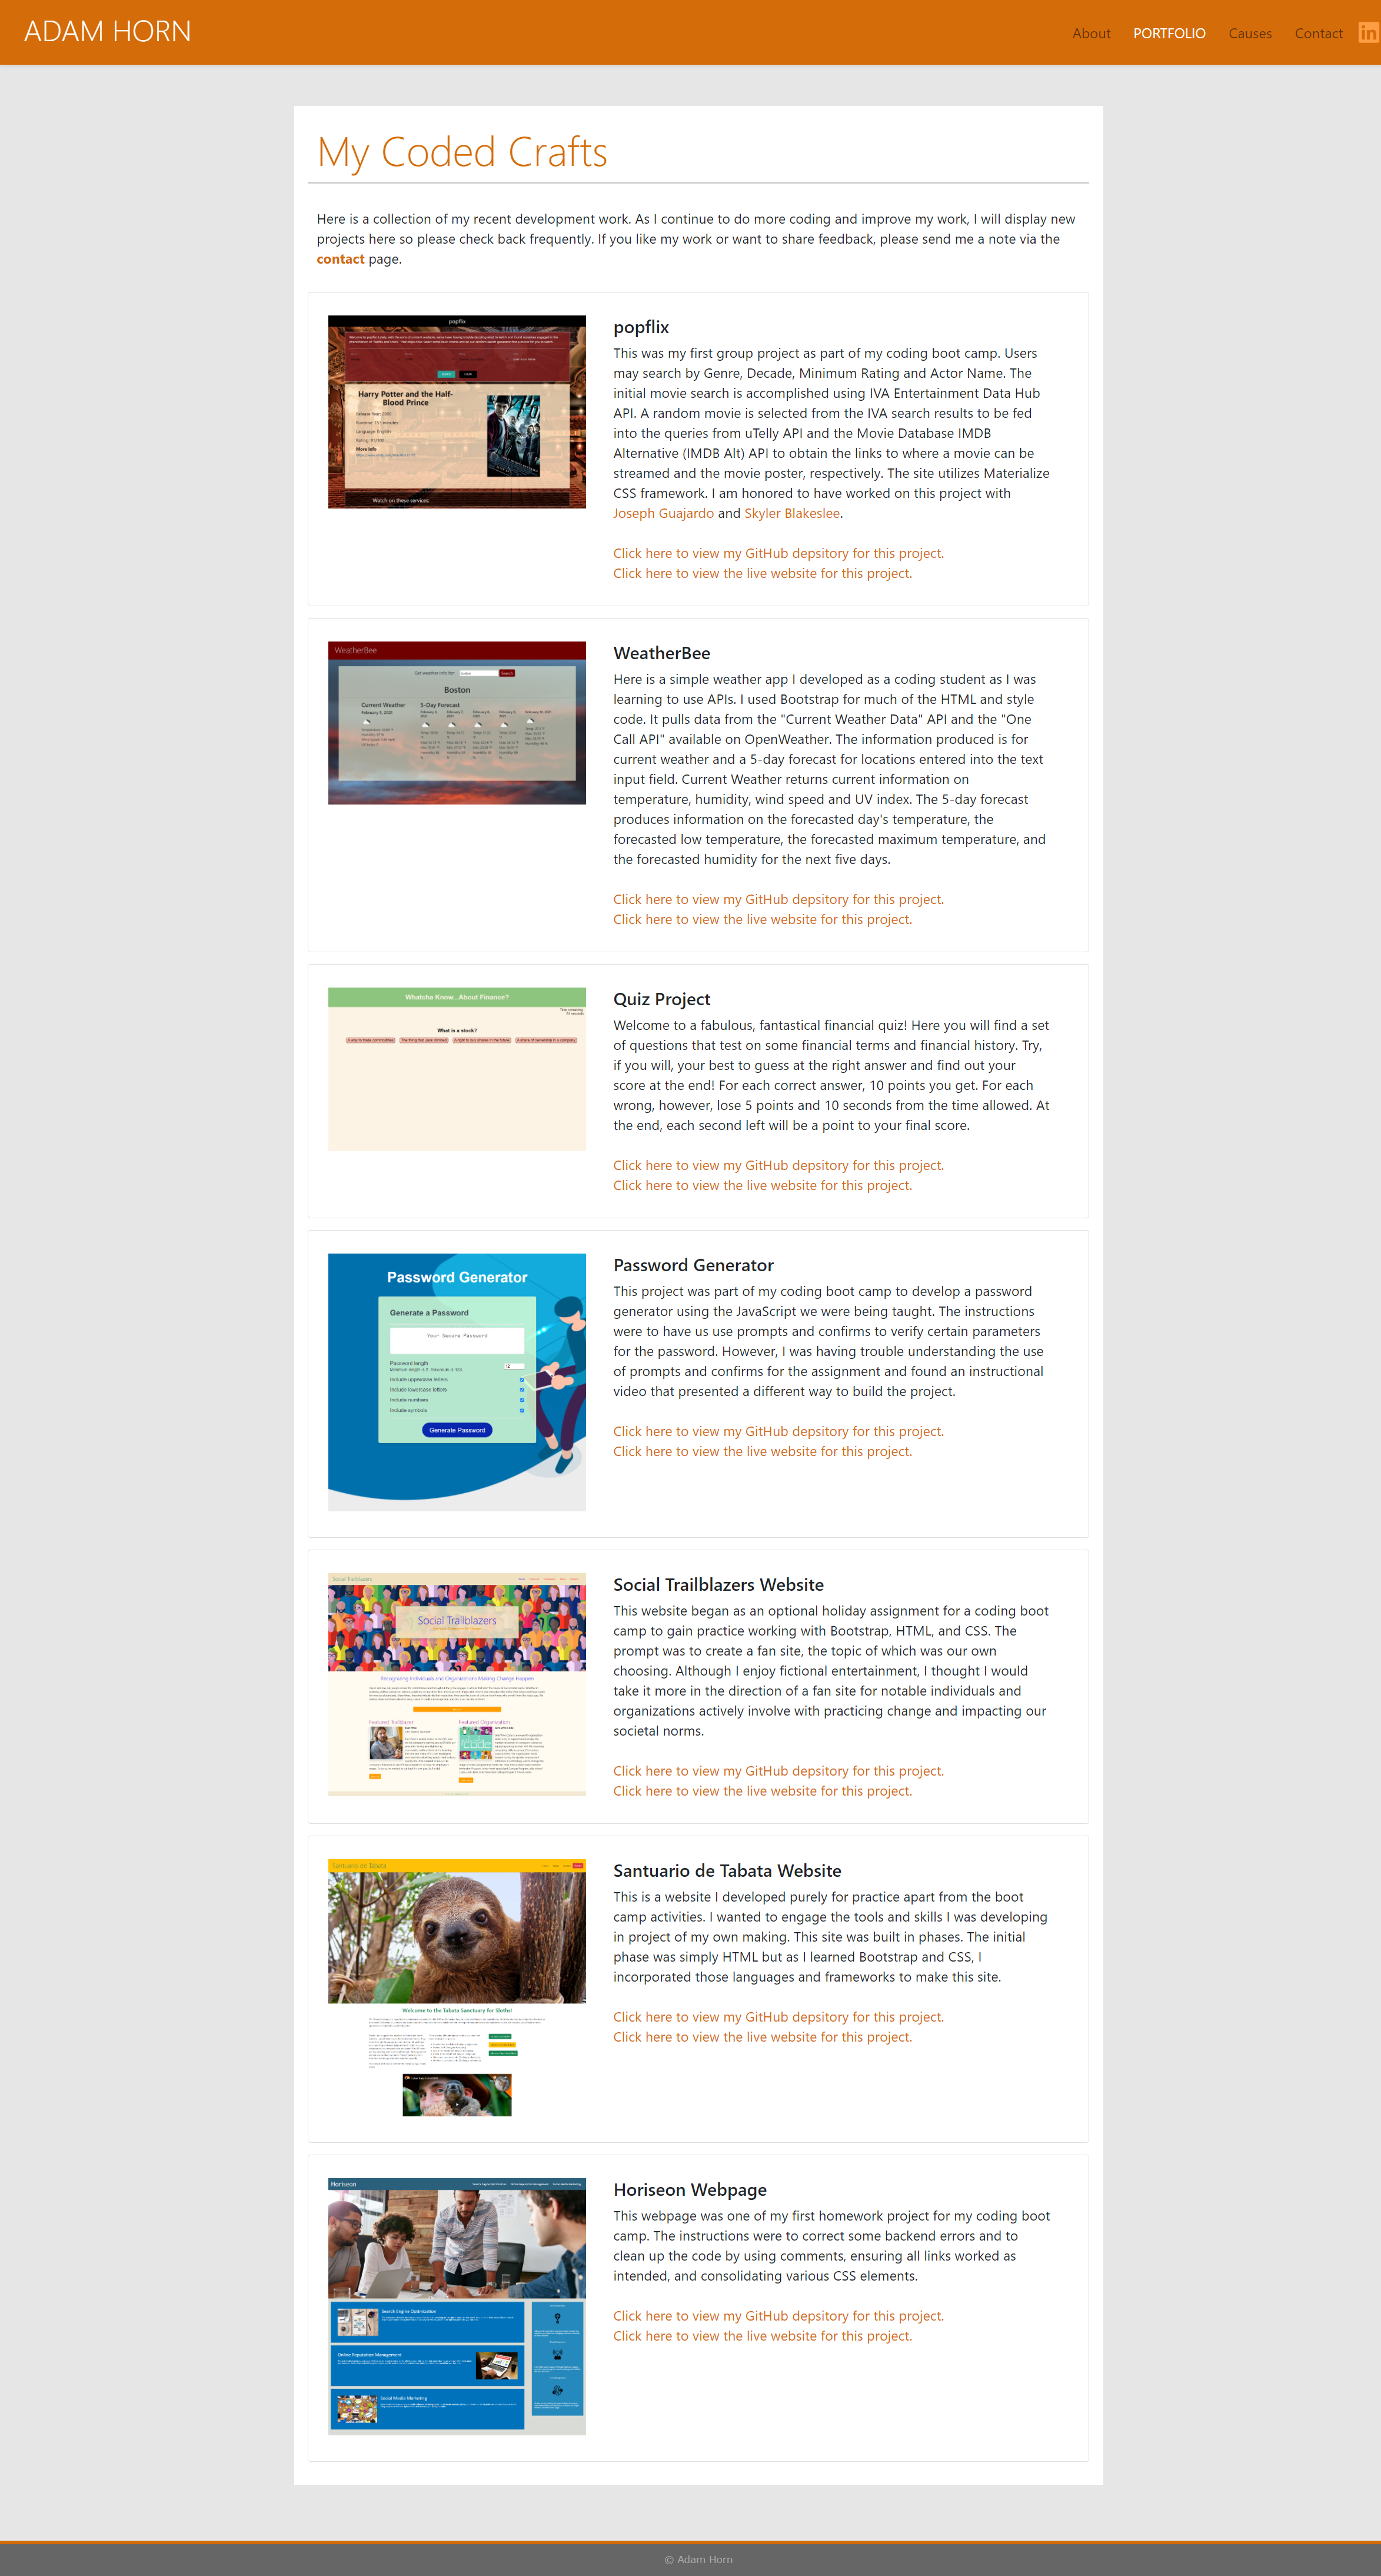 ADAM HORN
About PORTFOLIO Causes Contact in
My Coded Crafts
Here is a collection of my recent development work. As I continue to do more coding and improve my work, I will display new
projects here so please check back frequently. If you like my work or want to share feedback, please send me a note via the
contact page.
popflix
Harry Potter and the Half-
Blood Prince
Language: English
More Info
Watch on these services:
popflix
This was my first group project as part of my coding boot camp. Users
may search by Genre, Decade, Minimum Rating and Actor Name. The
initial movie search is accomplished using IVA Entertainment Data Hub
API. A random movie is selected from the IVA search results to be fed
into the queries from uTelly API and the Movie Database IMDB
Alternative (IMDB Alt) API to obtain the links to where a movie can be
streamed and the movie poster, respectively. The site utilizes Materialize
CSS framework. I am honored to have worked on this project with
Joseph Guajardo and Skyler Blakeslee.
Click here to view my GitHub depsitory for this project.
Click here to view the live website for this project.
WeatherBee
Get weather info for:
Boston
Current Weather 5-Day Forecast
February 5, 2021
WeatherBee
Here is a simple weather app I developed as a coding student as I was
learning to use APIs. I used Bootstrap for much of the HTML and style
code. It pulls data from the "Current Weather Data" API and the "One
Call API" available on OpenWeather. The information produced is for
current weather and a 5-day forecast for locations entered into the text
input field. Current Weather returns current information on
temperature, humidity, wind speed and UV index. The 5-day forecast
produces information on the forecasted day's temperature, the
forecasted low temperature, the forecasted maximum temperature, and
the forecasted humidity for the next five days.
Click here to view my GitHub depsitory for this project.
Click here to view the live website for this project.
Whatcha Know...About Finance?
What is a stock?
A way to trade commodities The thing that Jack climbed A right to buy shares in the future A share of ownership in a company
Quiz Project
Welcome to a fabulous, fantastical financial quiz! Here you will find a set
of questions that test on some financial terms and financial history. Try,
if you will, your best to guess at the right answer and find out your
score at the end! For each correct answer, 10 points you get. For each
wrong, however, lose 5 points and 10 seconds from the time allowed. At
the end, each second left will be a point to your final score.
Click here to view my GitHub depsitory for this project.
Click here to view the live website for this project.
Password Generator
Generate a Password
Your Secure Password
Password length
12
Include uppercase letters
Include lowercase letters
Include numbers
Include symbols
Generate Password
Password Generator
This project was part of my coding boot camp to develop a password
generator using the JavaScript we were being taught. The instructions
were to have us use prompts and confirms to verify certain parameters
for the password. However, I was having trouble understanding the use
of prompts and confirms for the assignment and found an instructional
video that presented a different way to build the project.
Click here to view my GitHub depsitory for this project.
Click here to view the live website for this project.
Social Trailblazers
Social Trailblazers
Recognizing Individuals and Organizations Making Change Happen
Featured Trailblazer Featured Organization
Social Trailblazers Website
This website began as an optional holiday assignment for a coding boot
camp to gain practice working with Bootstrap, HTML, and CSS. The
prompt was to create a fan site, the topic of which was our own
choosing. Although I enjoy fictional entertainment, I thought I would
take it more in the direction of a fan site for notable individuals and
organizations actively involve with practicing change and impacting our
societal norms.
Click here to view my GitHub depsitory for this project.
Click here to view the live website for this project.
Santuario de Tabata
Welcome to the Tabata Sanctuary for Sloths!
Santuario de Tabata Website
This is a website I developed purely for practice apart from the boot
camp activities. I wanted to engage the tools and skills I was developing
in project of my own making. This site was built in phases. The initial
phase was simply HTML but as I learned Bootstrap and CSS, I
incorporated those languages and frameworks to make this site.
Click here to view my GitHub depsitory for this project.
Click here to view the live website for this project.
Horiseon
Search Engine Optimization
Online Reputation Management
Social Media Marketing
Horiseon Webpage
This webpage was one of my first homework project for my coding boot
camp. The instructions were to correct some backend errors and to
clean up the code by using comments, ensuring all links worked as
intended, and consolidating various CSS elements.
Click here to view my GitHub depsitory for this project.
Click here to view the live website for this project.
© Adam Horn